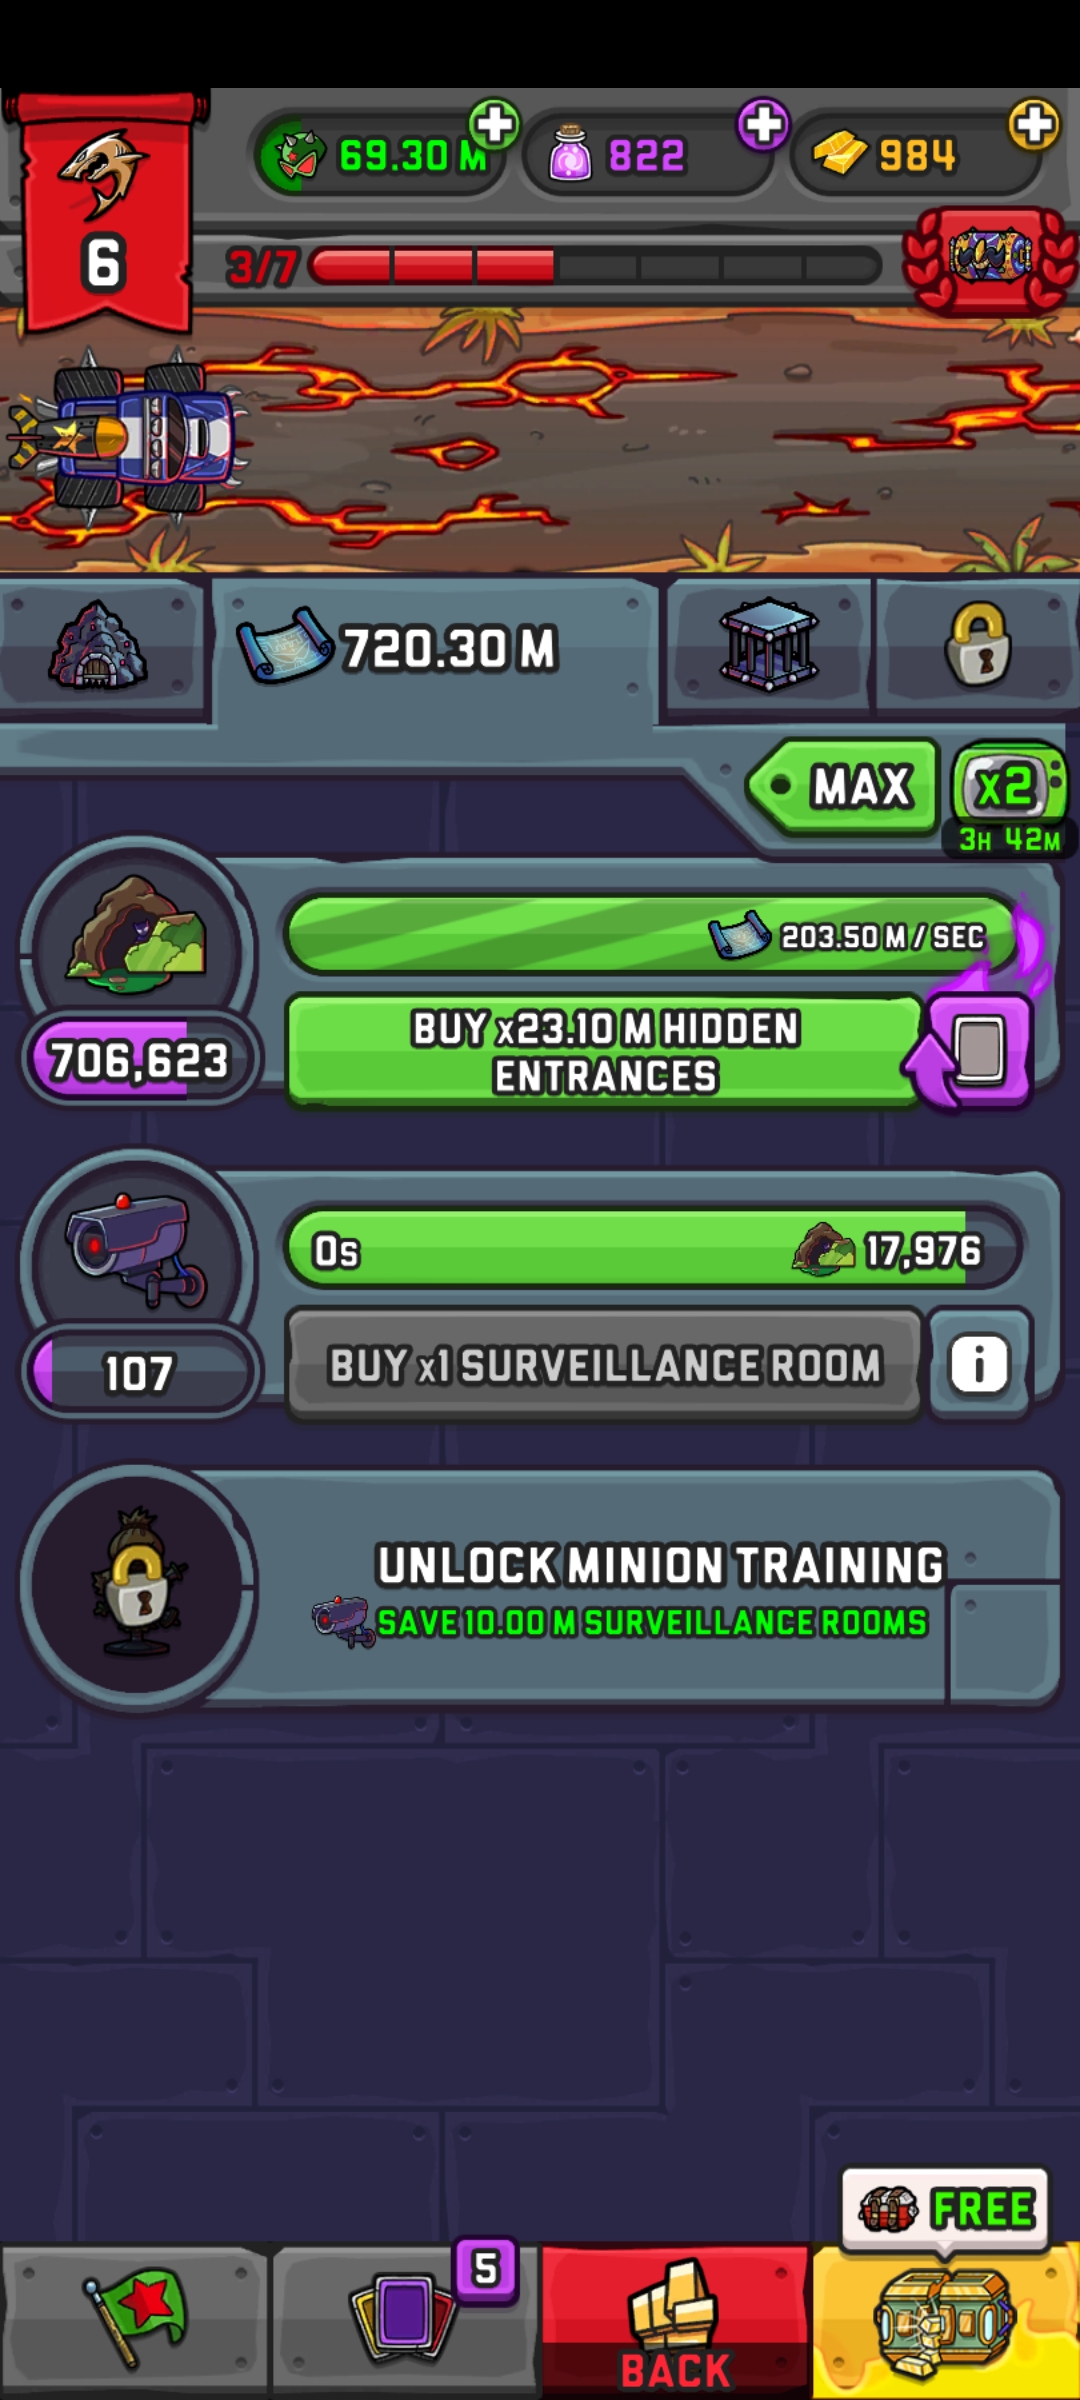 69.30 M
822
984
6
3/7
720.30 M
MAX
x2
3H 42M
203.50 M / SEC
706,623
BUY x23.10 M HIDDEN
ENTRANCES
0s
17,976
107
BUY x1 SURVEILLANCE ROOM
i
UNLOCK MINION TRAINING
SAVE 10.00 M SURVEILLANCE ROOMS
FREE
5
BACK